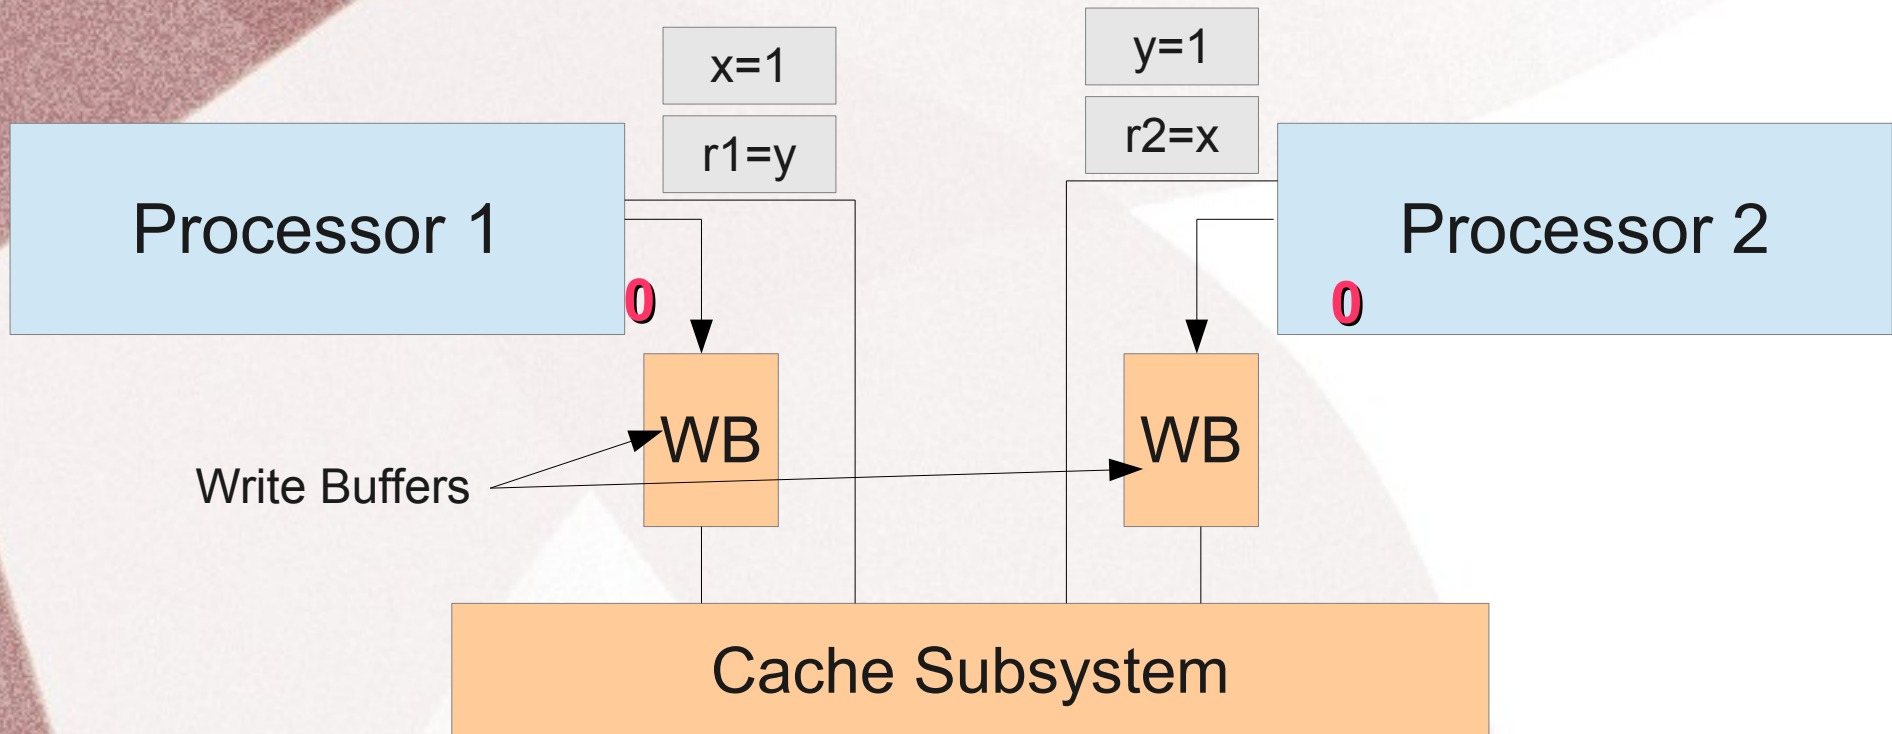 x=1
y=1
r1=y
r2=x
Processor 1
Processor 2
0
0
WB
WB
Write Buffers
Cache Subsystem